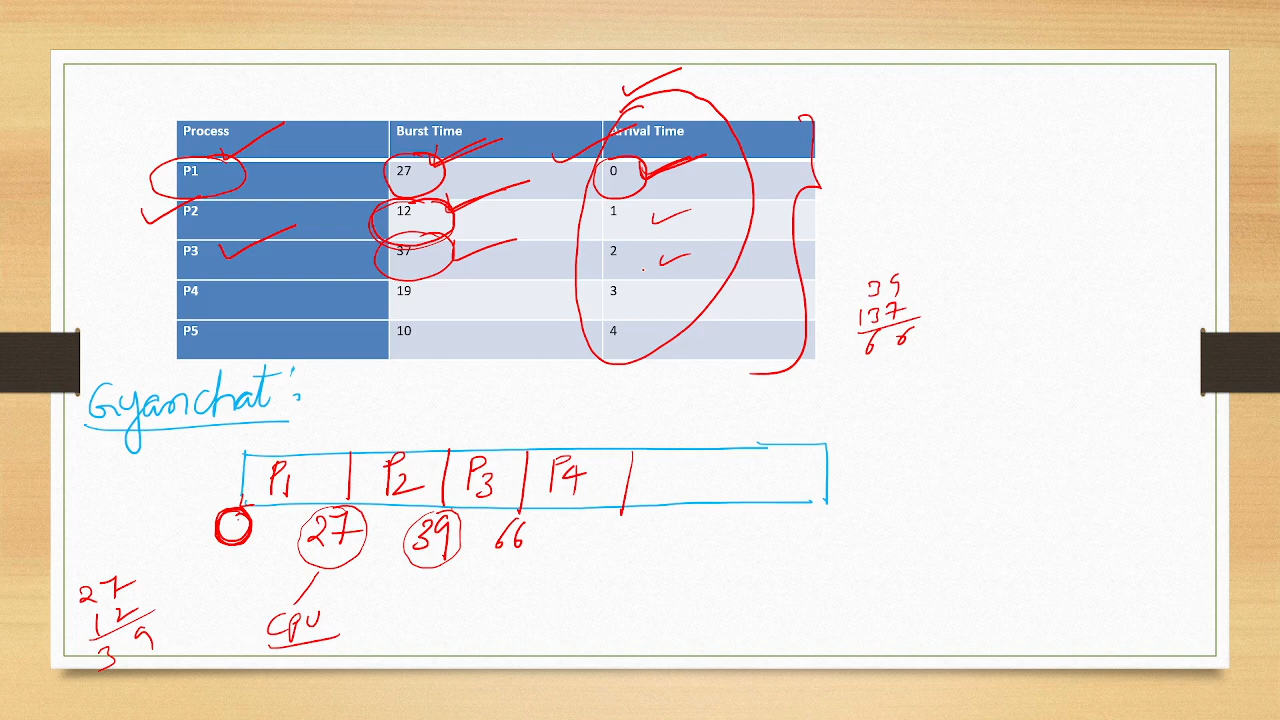 Process Burst Time Arrival Time
P1 27 0
P2 12 1
P3 37 2
P4 19 3
P5 10 4
39
137
66
Gyanchat:
P1 P2 P3 P4
0 27 39 66
CPU
27
12
39